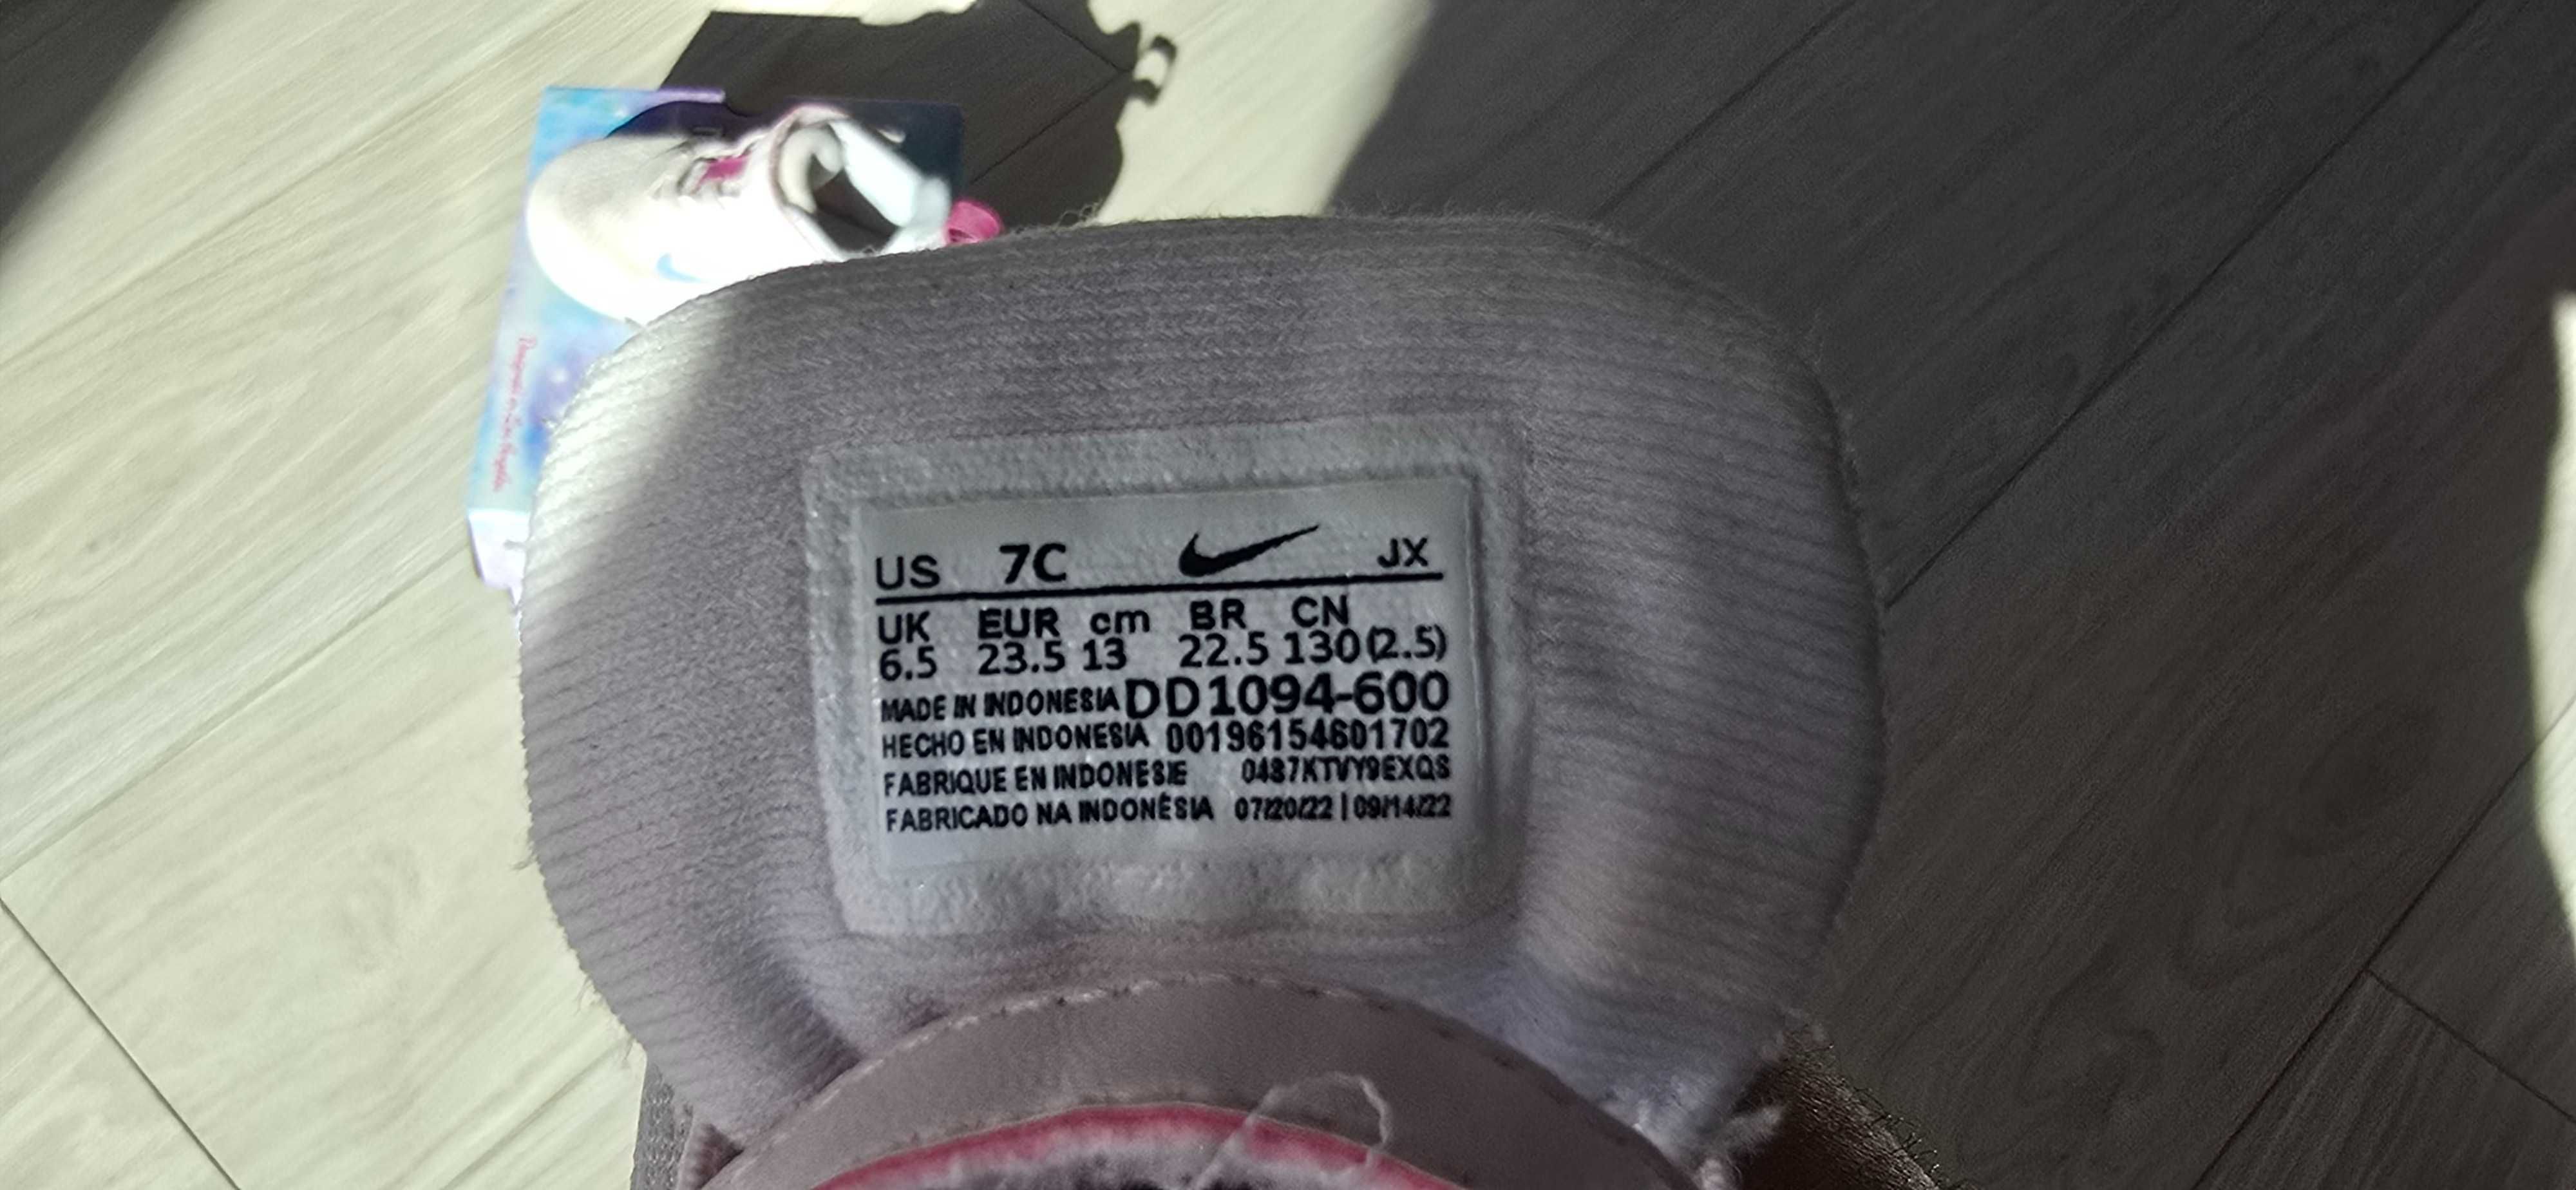 US 7C JX
UK EUR cm BR CN
6.5 23.5 13 22.5 130(2.5)
MADE IN INDONESIA DD1094-600
HECHO EN INDONESIA 00196154601702
FABRIQUE EN INDONESIE 0487KTVY9EXQS
FABRICADO NA INDONÉSIA 07/20/22 | 09/14/22